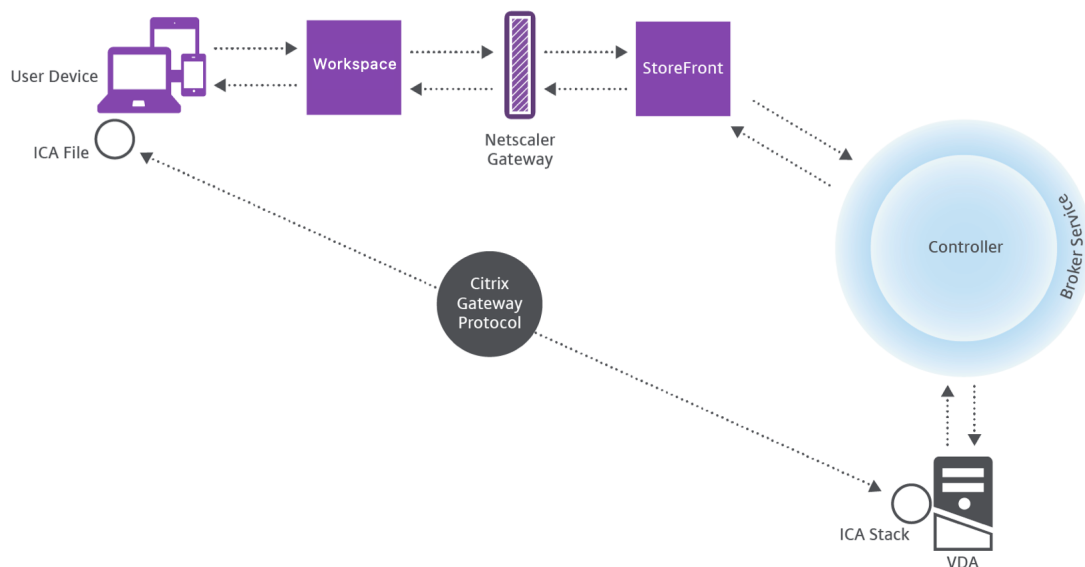 User Device
Workspace
StoreFront
Netscaler
Gateway
ICA File
Controller
Broker Service
Citrix
Gateway
Protocol
ICA Stack
VDA